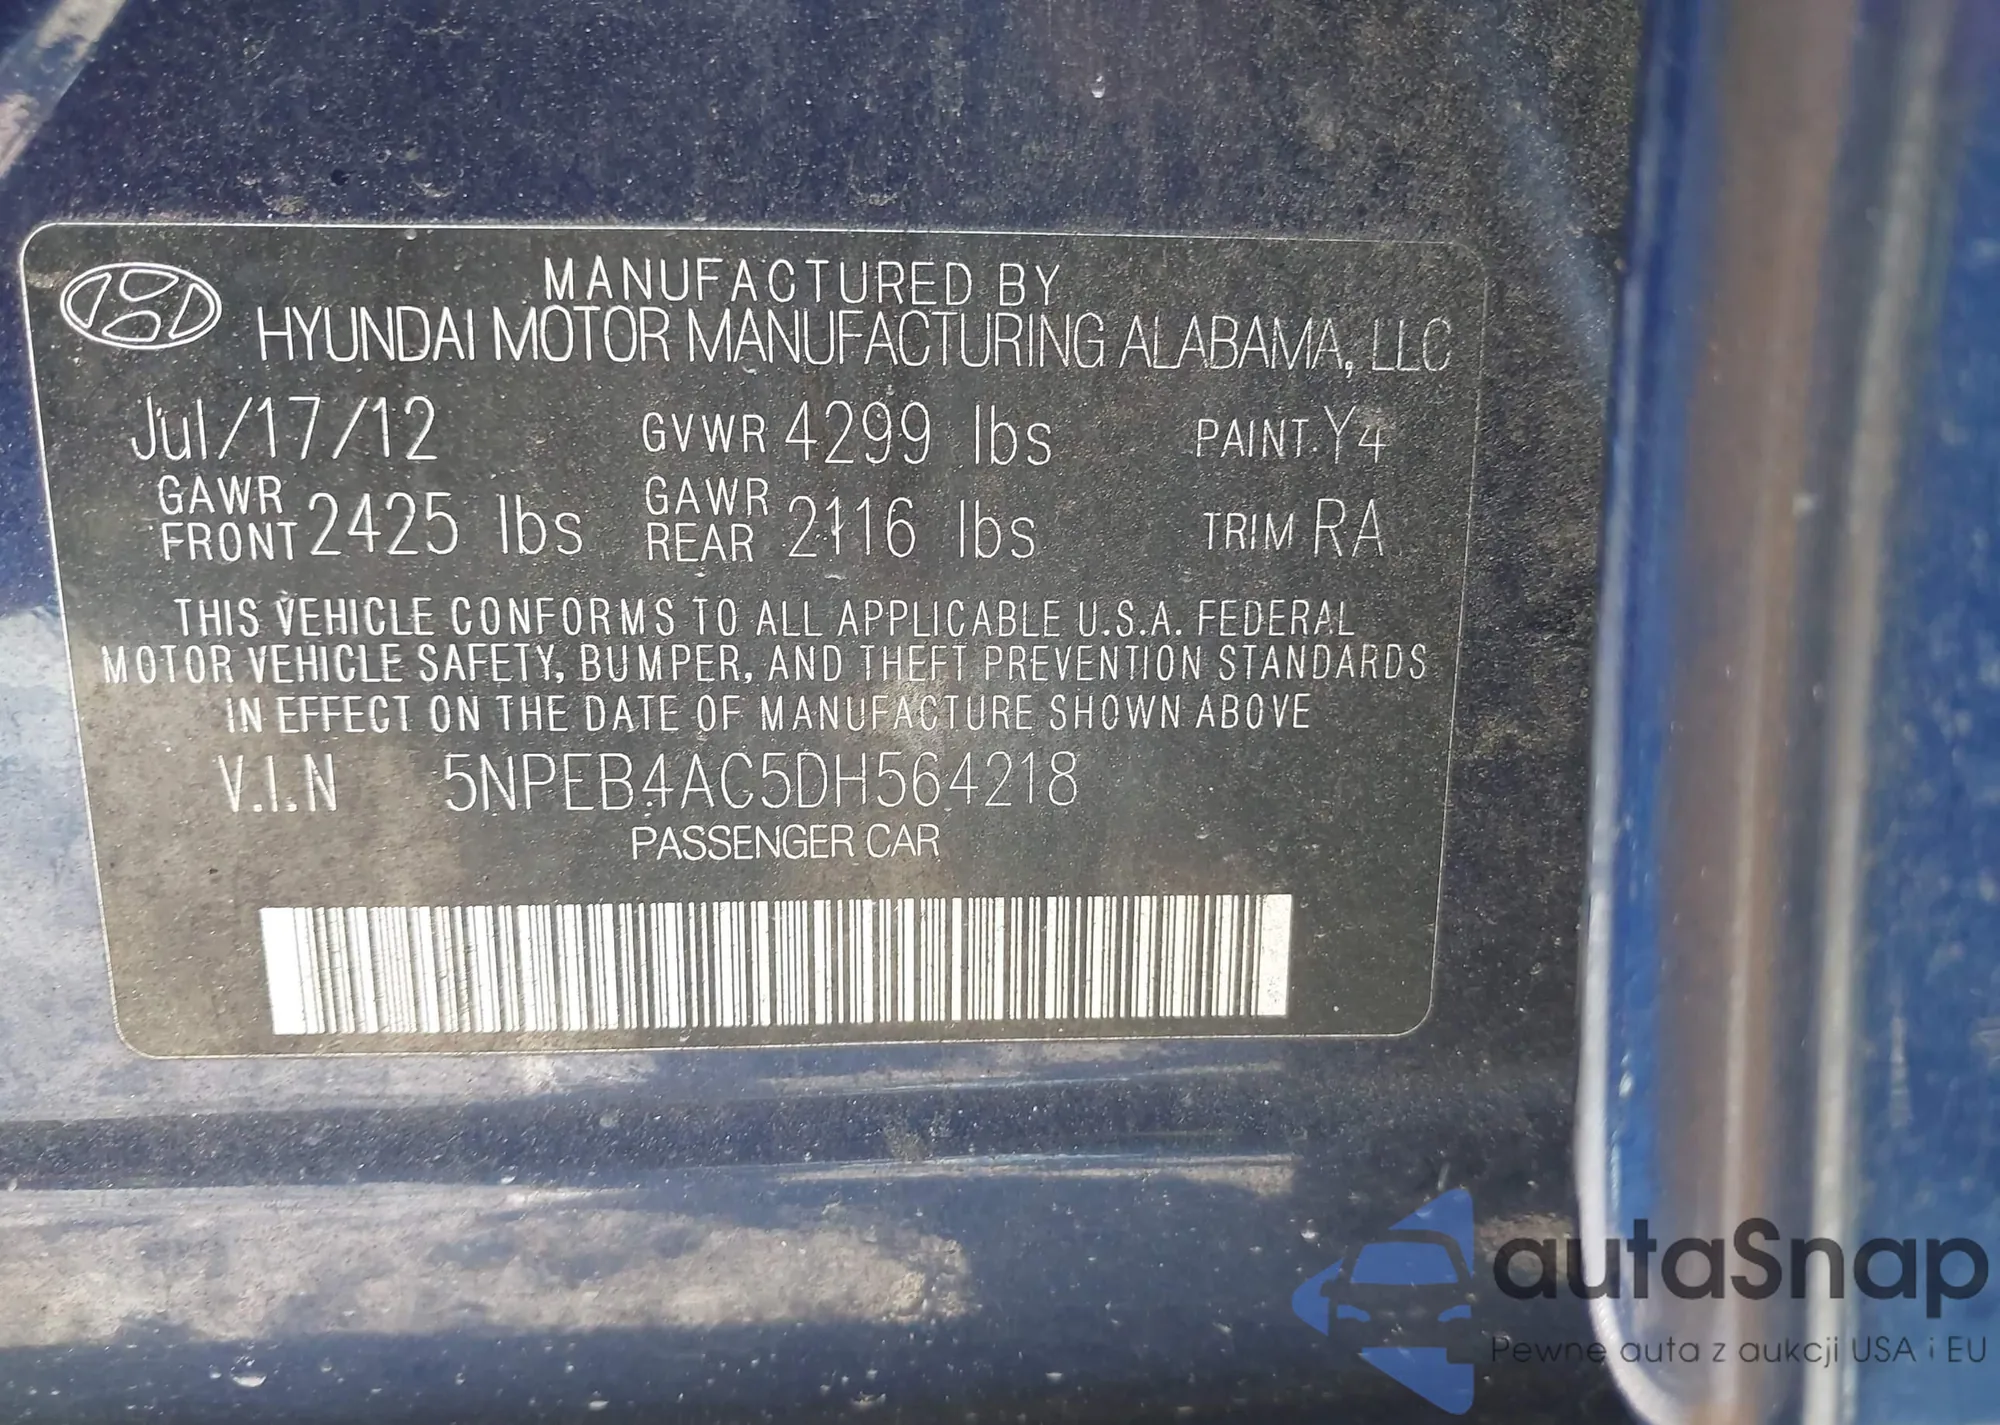 MANUFACTURED BY
HYUNDAI MOTOR MANUFACTURING ALABAMA, LLC
Jul/17/12 GVWR 4299 lbs PAINT Y4
GAWR FRONT 2425 lbs GAWR REAR 2116 lbs TRIM RA
THIS VEHICLE CONFORMS TO ALL APPLICABLE U.S.A. FEDERAL
MOTOR VEHICLE SAFETY, BUMPER, AND THEFT PREVENTION STANDARDS
IN EFFECT ON THE DATE OF MANUFACTURE SHOWN ABOVE
V.I.N 5NPEB4AC5DH564218
PASSENGER CAR
autaSnap
Pewne auta z aukcji USA i EU